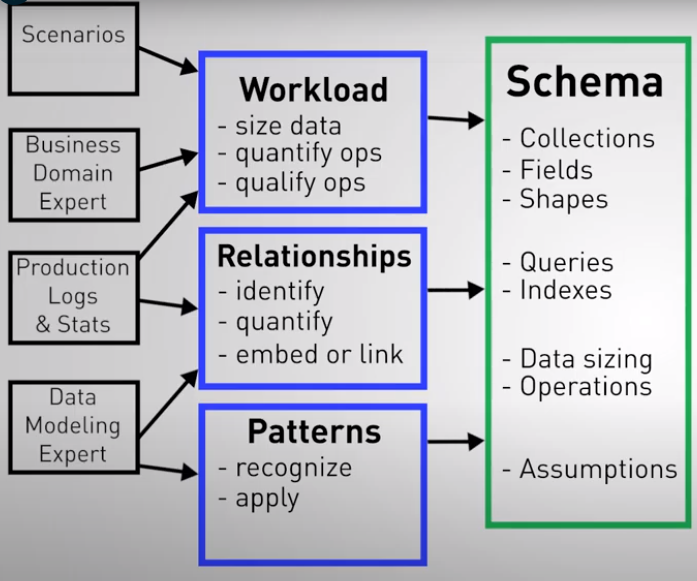 Scenarios
Business
Domain
Expert
Production
Logs
& Stats
Data
Modeling
Expert
Workload
- size data
- quantify ops
- qualify ops
Relationships
- identify
- quantify
- embed or link
Patterns
- recognize
- apply
Schema
- Collections
- Fields
- Shapes
- Queries
- Indexes
- Data sizing
- Operations
- Assumptions